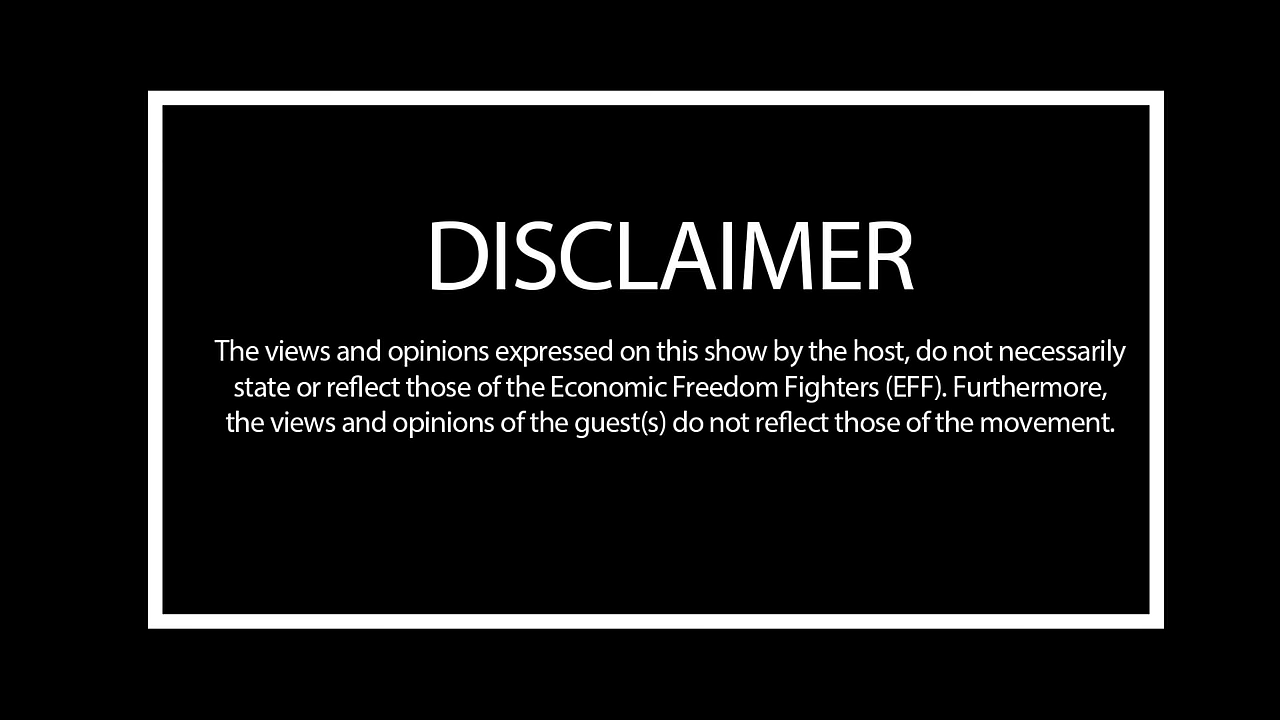 DISCLAIMER
The views and opinions expressed on this show by the host, do not necessarily
state or reflect those of the Economic Freedom Fighters (EFF). Furthermore,
the views and opinions of the guest(s) do not reflect those of the movement.